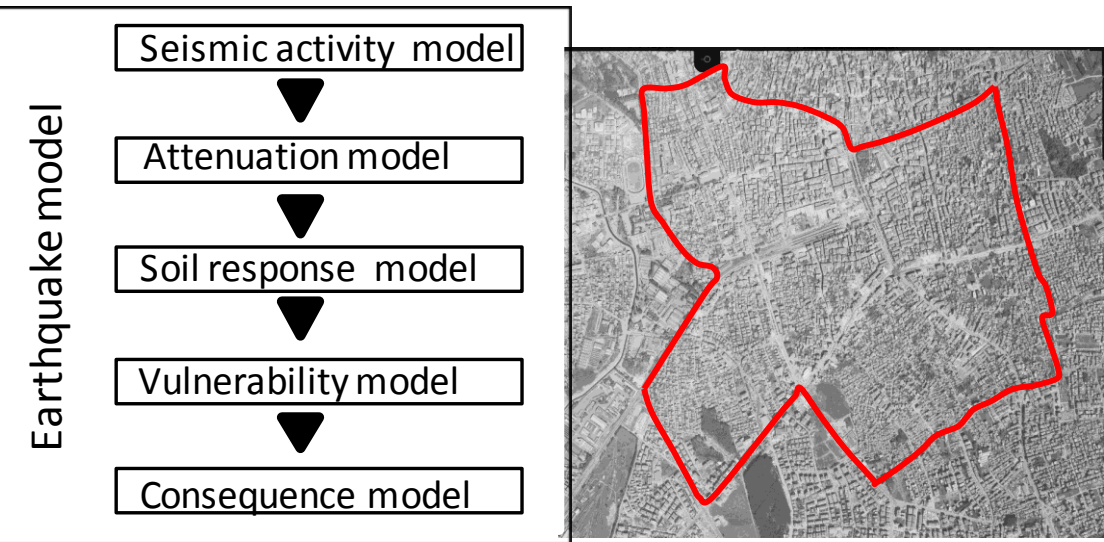 Earthquake model
Seismic activity model
Attenuation model
Soil response model
Vulnerability model
Consequence model